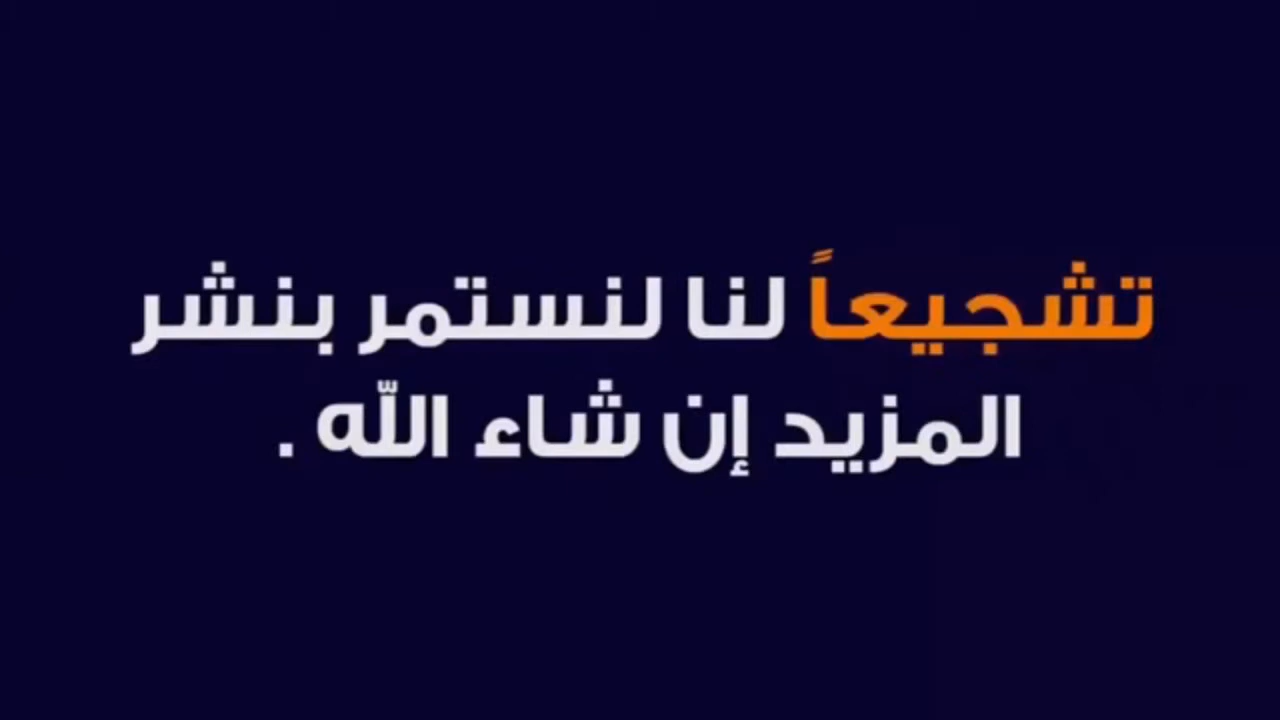 تشجيعاً لنا لنستمر بنشر
المزيد إن شاء اللّه .